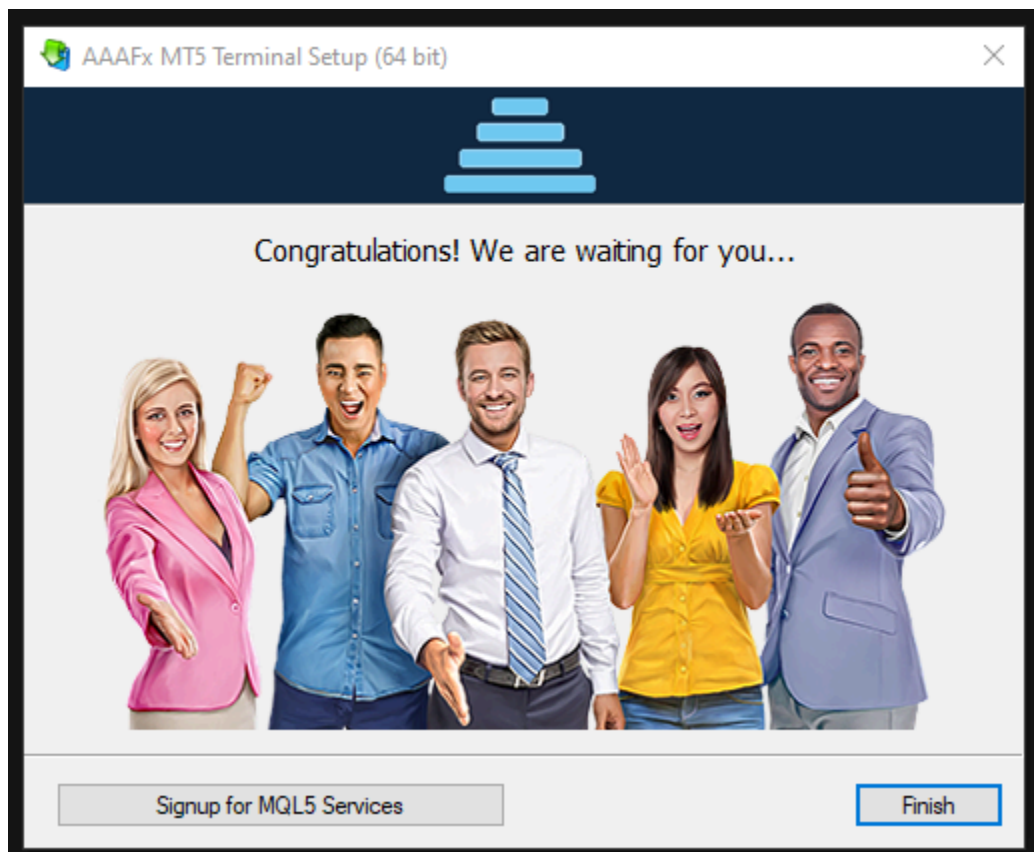 AAAFx MT5 Terminal Setup (64 bit)
Congratulations! We are waiting for you...
Signup for MQL5 Services
Finish